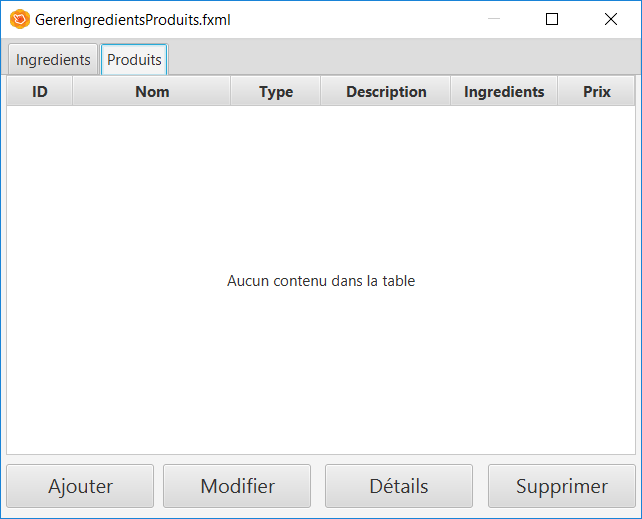 GererIngredientsProduits.fxml
Ingredients Produits
ID Nom Type Description Ingredients Prix
Aucun contenu dans la table
Ajouter Modifier Détails Supprimer